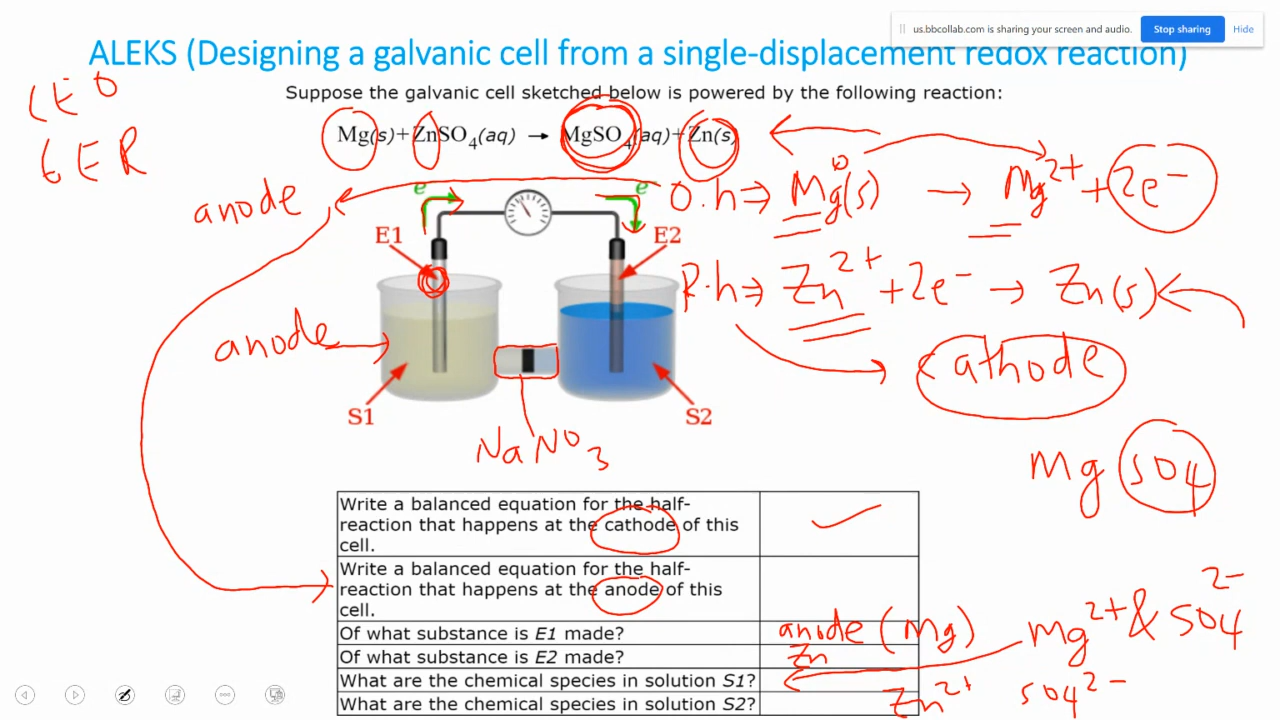 us.bbcollab.com is sharing your screen and audio. Stop sharing Hide
ALEKS (Designing a galvanic cell from a single-displacement redox reaction)
Suppose the galvanic cell sketched below is powered by the following reaction:
Mg(s)+ZnSO4(aq) → MgSO4(aq)+Zn(s)
LEO
GER
anode
O.h ⇒ Mg⁰(s) → Mg²⁺ + 2e⁻
e e
E1 E2
R.h ⇒ Zn²⁺ + 2e⁻ → Zn(s)
anode
cathode
S1 S2
NaNO3
MgSO4
Write a balanced equation for the half-
reaction that happens at the cathode of this
cell.
✓
Write a balanced equation for the half-
reaction that happens at the anode of this
cell.
Mg²⁺ & SO4²⁻
Of what substance is E1 made? anode (Mg)
Of what substance is E2 made? Zn
What are the chemical species in solution S1?
What are the chemical species in solution S2? Zn²⁺ SO4²⁻